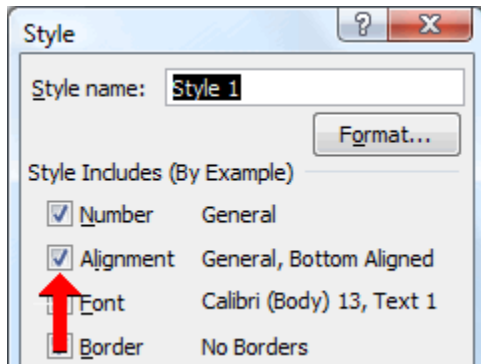 Style
Style name: Style 1
Format...
Style Includes (By Example)
Number General
Alignment General, Bottom Aligned
Font Calibri (Body) 13, Text 1
Border No Borders